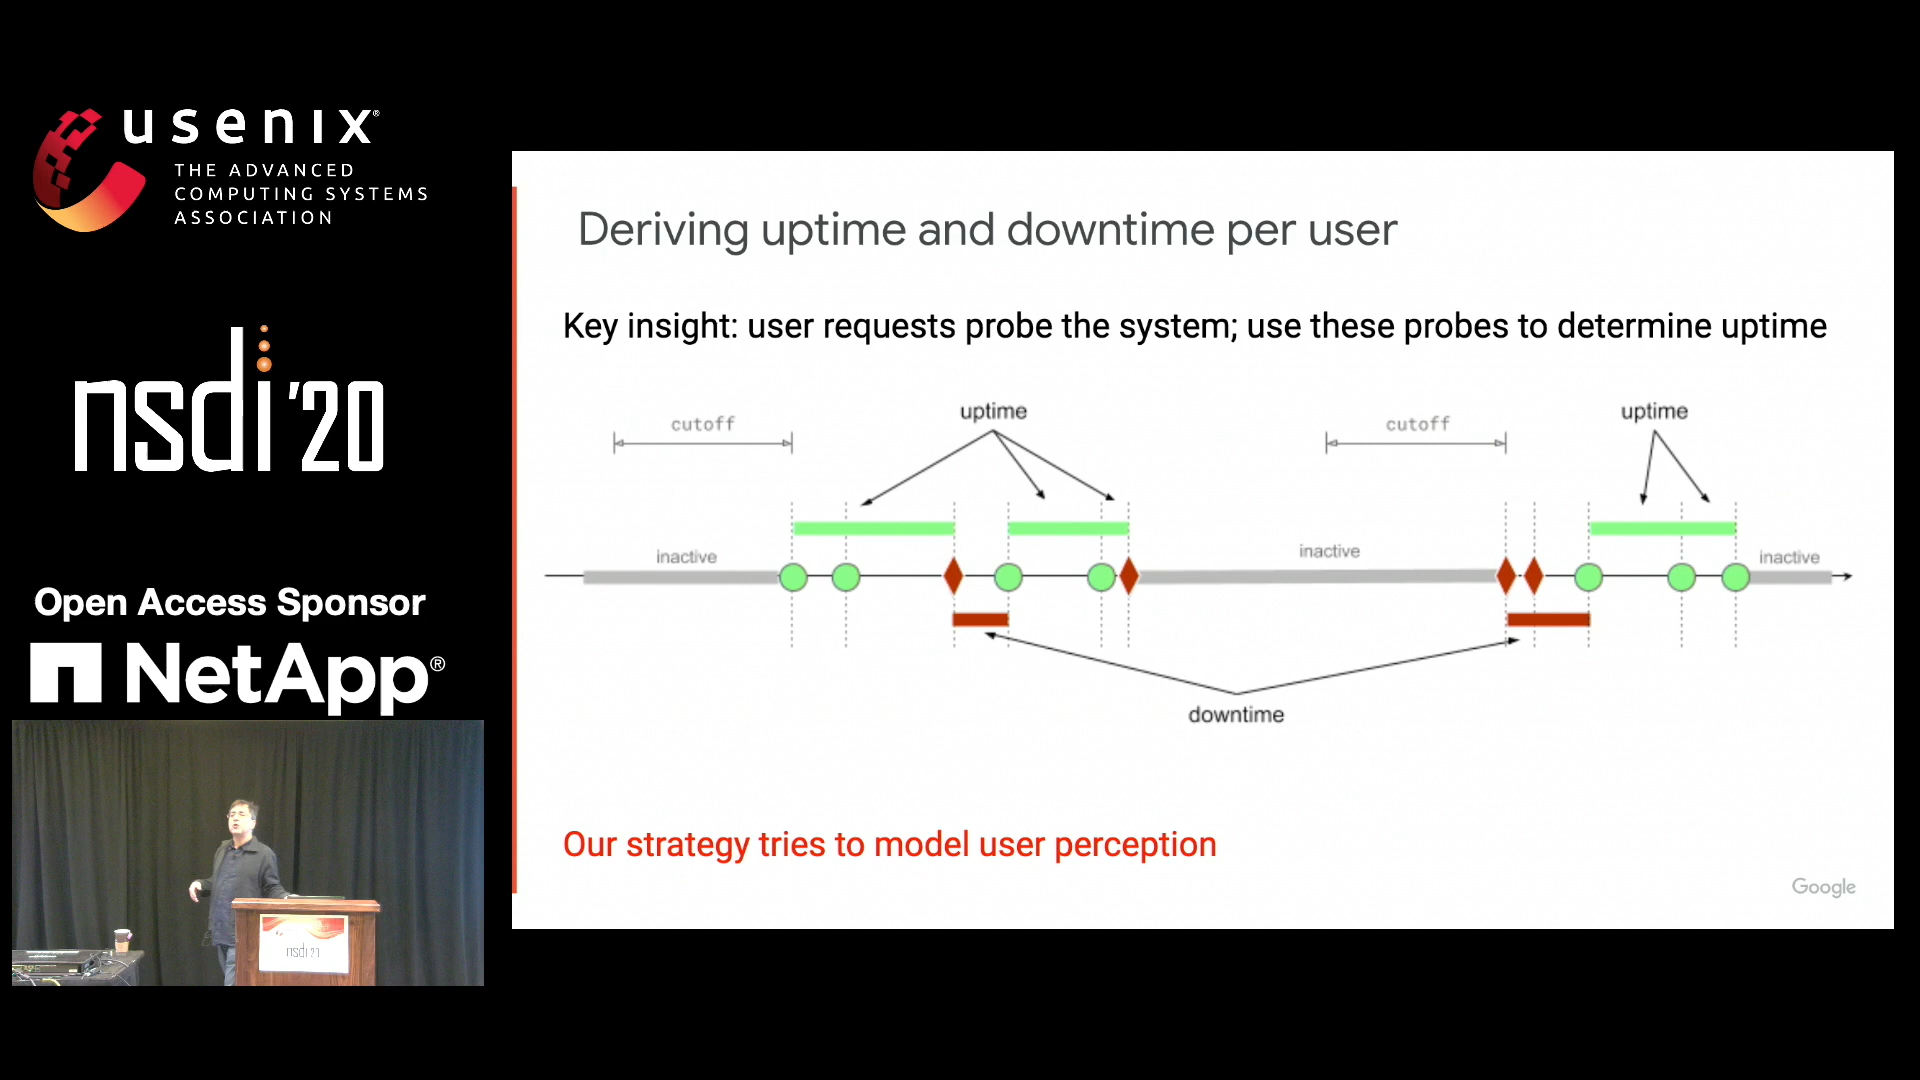 usenix®
THE ADVANCED
COMPUTING SYSTEMS
ASSOCIATION
nsdi '20
Open Access Sponsor
NetApp®
nsdi '20
Deriving uptime and downtime per user
Key insight: user requests probe the system; use these probes to determine uptime
cutoff
uptime
cutoff
uptime
inactive
inactive
inactive
downtime
Our strategy tries to model user perception
Google